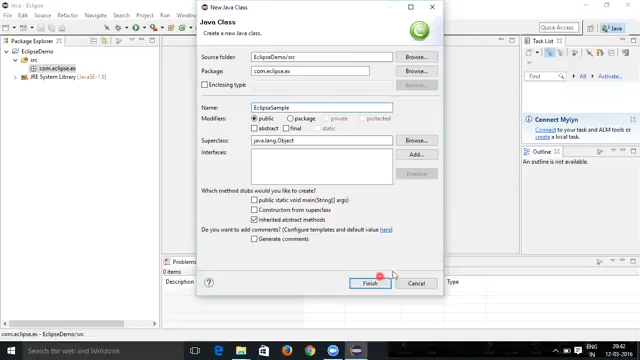 Java - Eclipse
File Edit Source Refactor Navigate Search Project Run Window Help
New Java Class
Java Class
Create a new Java class.
Quick Access
Java
Package Explorer
EclipseDemo
src
com.eclipse.ex
JRE System Library [JavaSE-1.8]
Source folder: EclipseDemo/src Browse...
Package: com.eclipse.ex Browse...
Enclosing type: Browse...
Name: EclipseSample
Modifiers: public package private protected
abstract final static
Superclass: java.lang.Object Browse...
Interfaces: Add...
Remove
Which method stubs would you like to create?
public static void main(String[] args)
Constructors from superclass
Inherited abstract methods
Do you want to add comments? (Configure templates and default value here)
Generate comments
Finish Cancel
Task List
Find All Activate...
Connect Mylyn
Connect to your task and ALM tools or
create a local task.
Outline
An outline is not available.
Problems
0 items
Description
Type
com.eclipse.ex - EclipseDemo/src
Search the web and Windows
ENG
IN
20:42
12-03-2016